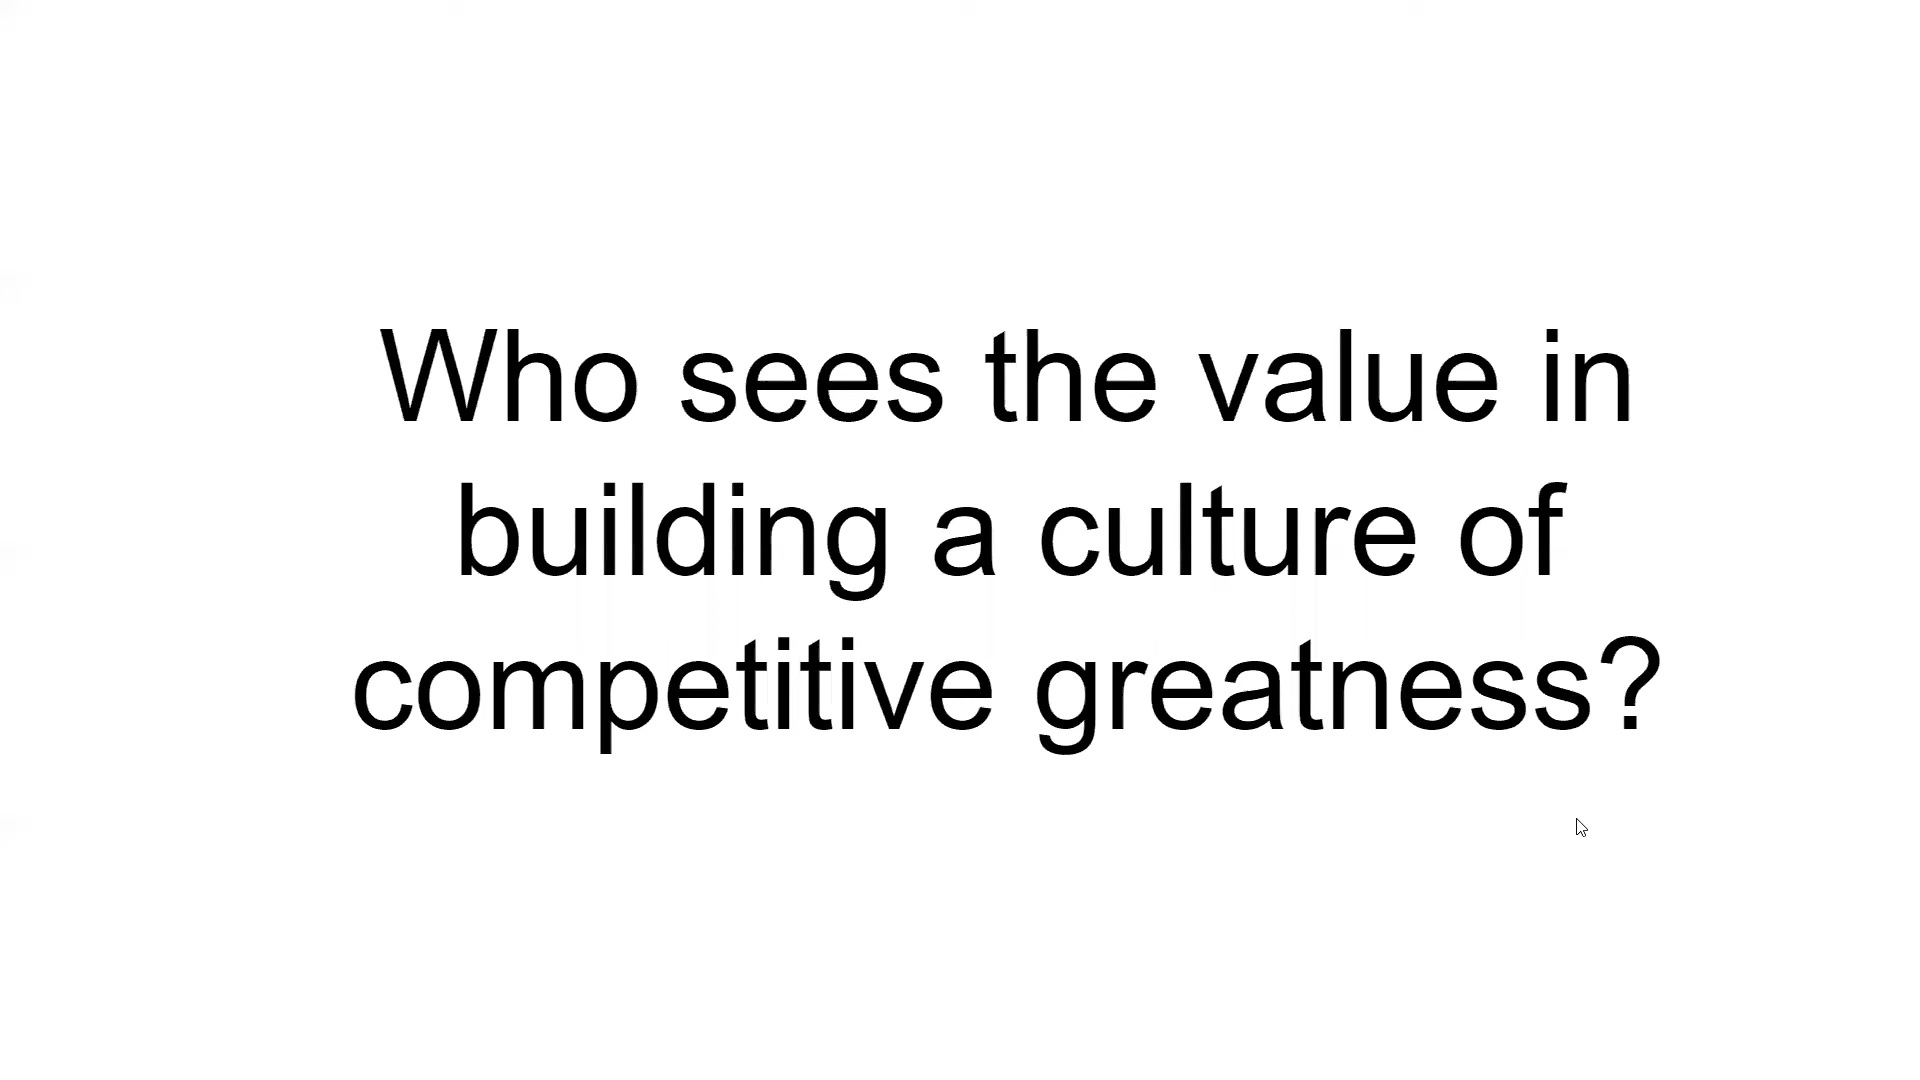 Who sees the value in
building a culture of
competitive greatness?